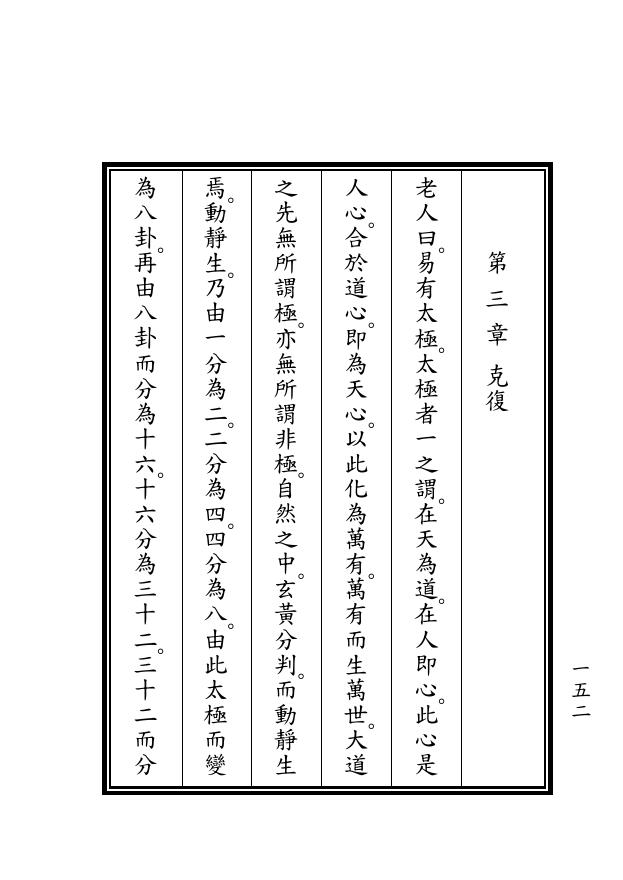 第三章 克復
老人曰。易有太極。太極者一之謂。在天為道。在人即心。此心是
人心。合於道心。即為天心。以此化為萬有。萬有而生萬世。大道
之先無所謂極。亦無所謂非極。自然之中。玄黃分判。而動靜生
焉。動靜生。乃由一分為二。二分為四。四分為八。由此太極而變
為八卦。再由八卦而分為十六。十六分為三十二。三十二而分
一五二